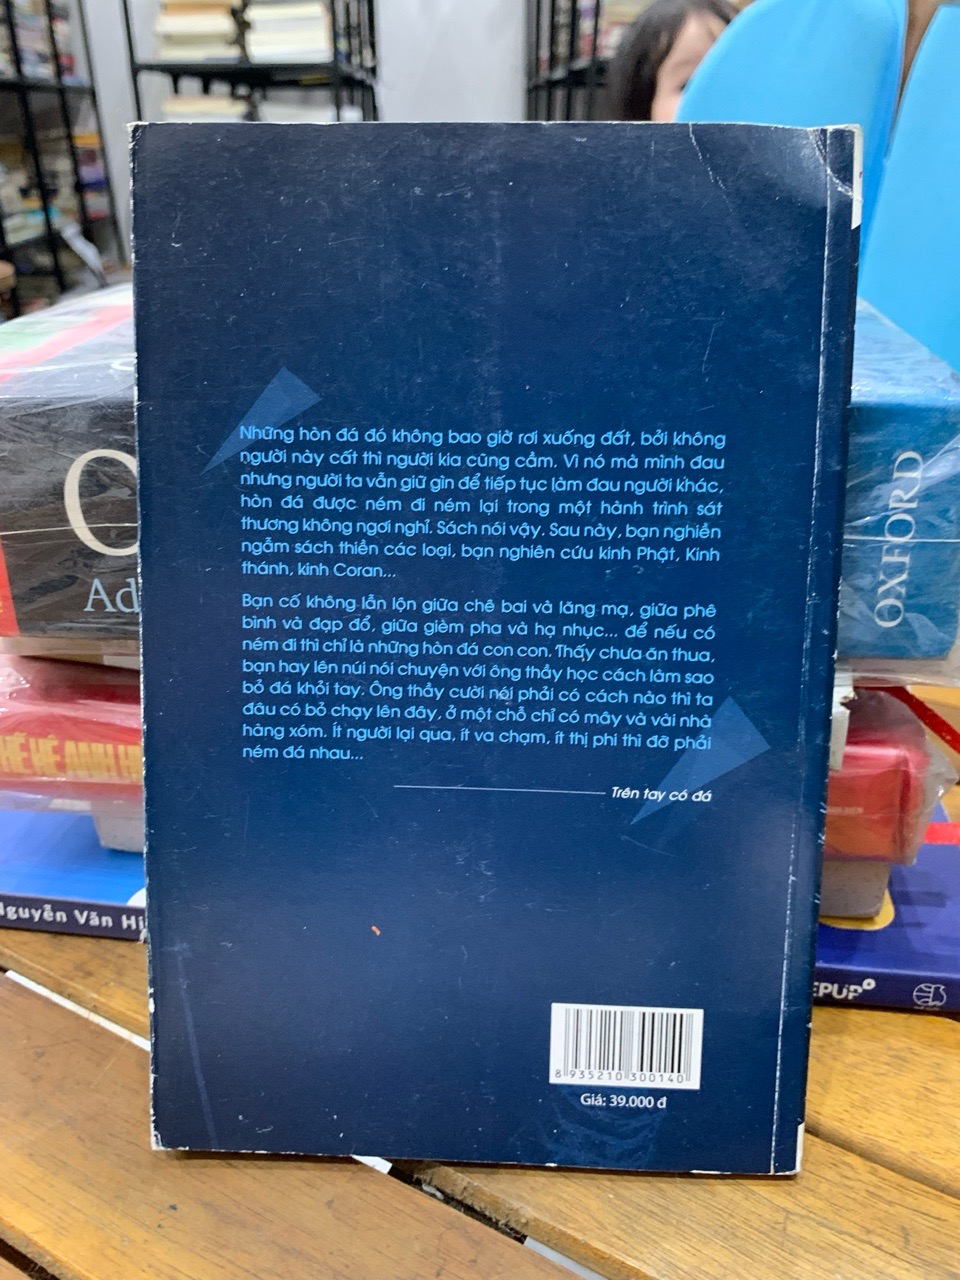 Những hòn đá đó không bao giờ rơi xuống đất, bởi không
người này cất thì người kia cũng cầm. Vì nó mà mình đau
nhưng người ta vẫn giữ gìn để tiếp tục làm đau người khác,
hòn đá được ném đi ném lại trong một hành trình sát
thương không ngơi nghỉ. Sách nói vậy. Sau này, bạn nghiền
ngẫm sách thiền các loại, bạn nghiên cứu kinh Phật, Kinh
thánh, kinh Coran...
Bạn cố không lẫn lộn giữa chê bai và lăng mạ, giữa phê
bình và đạp đổ, giữa gièm pha và hạ nhục... để nếu có
ném đi thì chỉ là những hòn đá con con. Thấy chưa ăn thua,
bạn hay lên núi nói chuyện với ông thầy học cách làm sao
bỏ đá khỏi tay. Ông thầy cười nói phải có cách nào thì ta
đâu có bỏ chạy lên đây, ở một chỗ chỉ có mây và vài nhà
hàng xóm. Ít người lại qua, ít va chạm, ít thị phi thì đỡ phải
ném đá nhau...
Trên tay có đá
8 935210 300140
Giá: 39.000 đ
O
Ad
OXFORD
HẾ HỆ ANH H
Nguyễn Văn Hi
EPUP